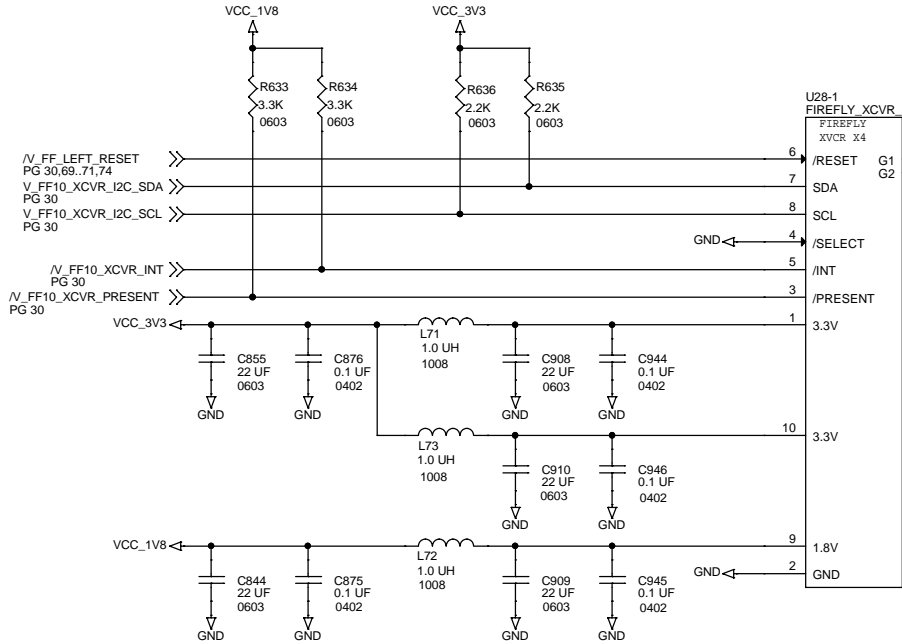 VCC_1V8
VCC_3V3
R633
3.3K
0603
R634
3.3K
0603
R636
2.2K
0603
R635
2.2K
0603
U28-1
FIREFLY_XCVR_
FIREFLY
XVCR X4
/V_FF_LEFT_RESET
PG 30,69..71,74
6
/RESET
G1
G2
V_FF10_XCVR_I2C_SDA
PG 30
7
SDA
V_FF10_XCVR_I2C_SCL
PG 30
8
SCL
GND
4
/SELECT
/V_FF10_XCVR_INT
PG 30
5
/INT
/V_FF10_XCVR_PRESENT
PG 30
3
/PRESENT
VCC_3V3
1
3.3V
C855
22 UF
0603
GND
C876
0.1 UF
0402
GND
L71
1.0 UH
1008
C908
22 UF
0603
GND
C944
0.1 UF
0402
GND
10
3.3V
L73
1.0 UH
1008
C910
22 UF
0603
GND
C946
0.1 UF
0402
GND
VCC_1V8
9
1.8V
C844
22 UF
0603
GND
C875
0.1 UF
0402
GND
L72
1.0 UH
1008
C909
22 UF
0603
GND
C945
0.1 UF
0402
GND
GND
2
GND